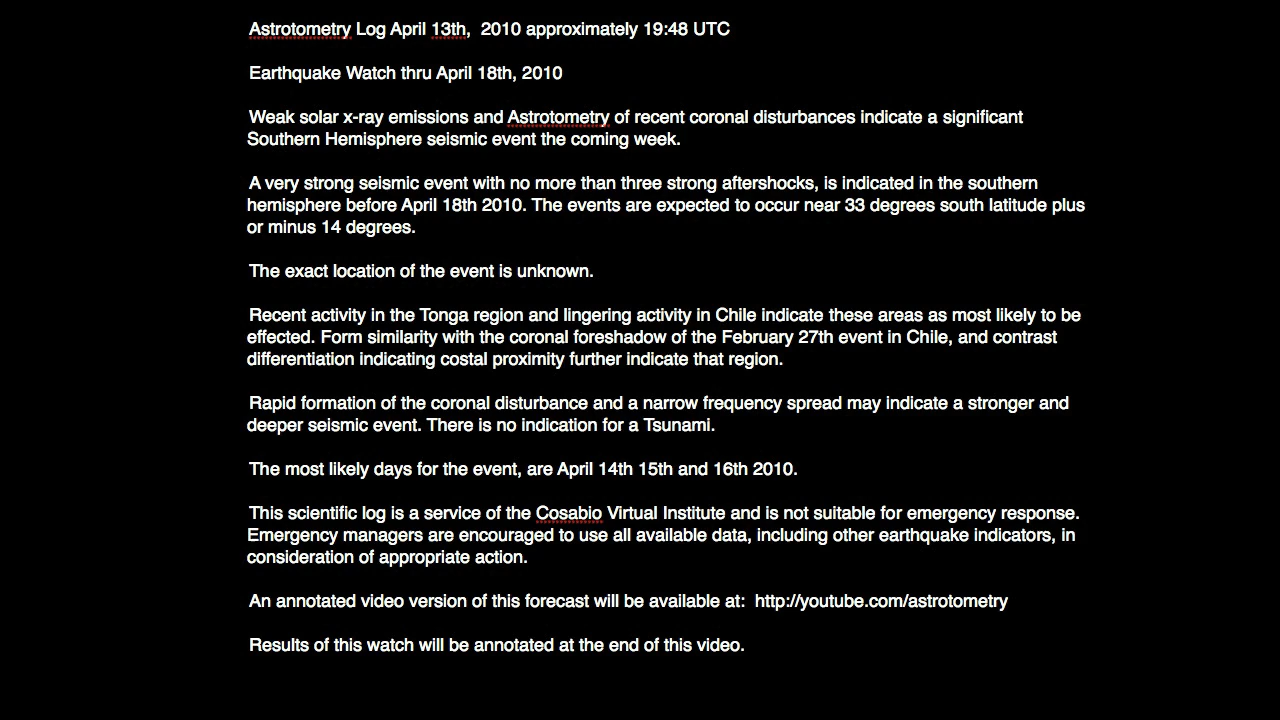 Astrotometry Log April 13th,  2010 approximately 19:48 UTC
Earthquake Watch thru April 18th, 2010
Weak solar x-ray emissions and Astrotometry of recent coronal disturbances indicate a significant
Southern Hemisphere seismic event the coming week.
A very strong seismic event with no more than three strong aftershocks, is indicated in the southern
hemisphere before April 18th 2010. The events are expected to occur near 33 degrees south latitude plus
or minus 14 degrees.
The exact location of the event is unknown.
Recent activity in the Tonga region and lingering activity in Chile indicate these areas as most likely to be
effected. Form similarity with the coronal foreshadow of the February 27th event in Chile, and contrast
differentiation indicating costal proximity further indicate that region.
Rapid formation of the coronal disturbance and a narrow frequency spread may indicate a stronger and
deeper seismic event. There is no indication for a Tsunami.
The most likely days for the event, are April 14th 15th and 16th 2010.
This scientific log is a service of the Cosabio Virtual Institute and is not suitable for emergency response.
Emergency managers are encouraged to use all available data, including other earthquake indicators, in
consideration of appropriate action.
An annotated video version of this forecast will be available at:  http://youtube.com/astrotometry
Results of this watch will be annotated at the end of this video.